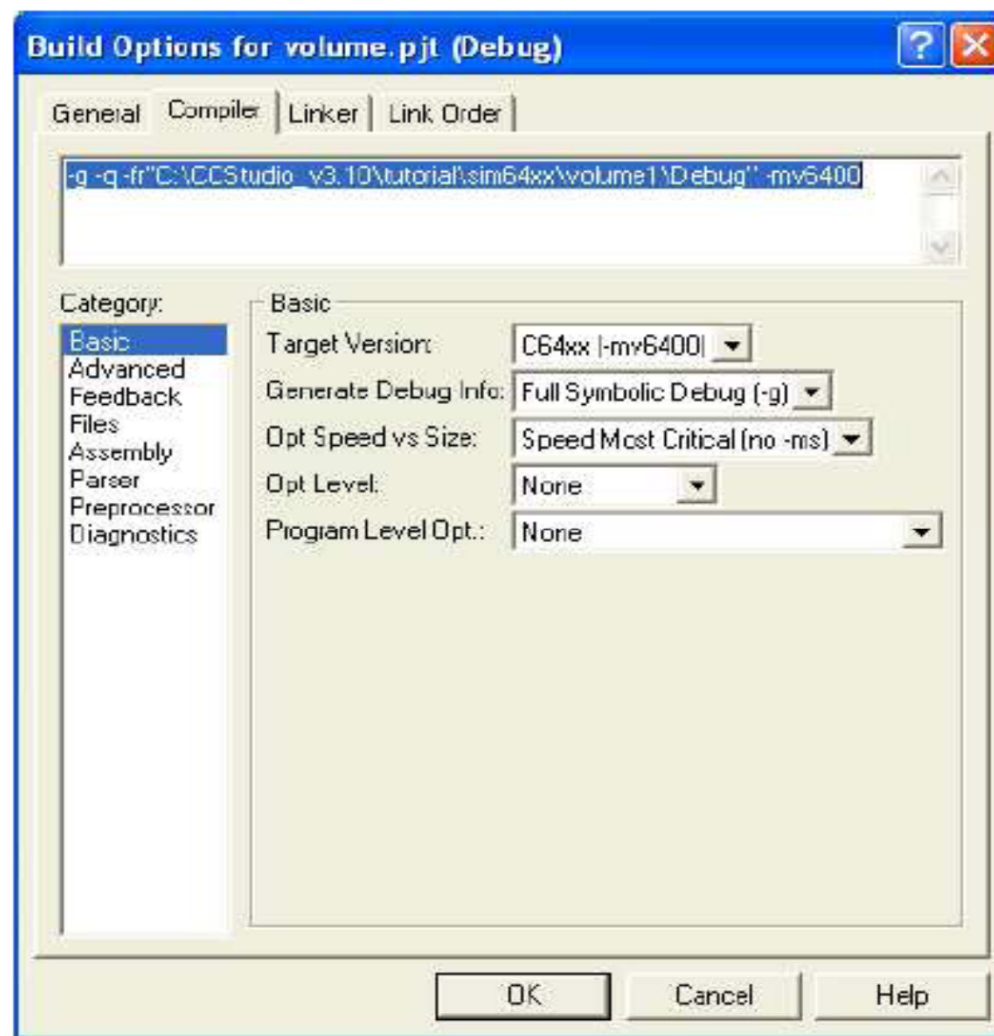 Build Options for volume.pjt (Debug)
General Compiler Linker Link Order
-g -q -fr"C:\CCStudio_v3.10\tutorial\sim64xx\volume1\Debug" -mv6400
Category:
Basic
Advanced
Feedback
Files
Assembly
Parser
Preprocessor
Diagnostics
Basic
Target Version: C64xx (-mv6400)
Generate Debug Info: Full Symbolic Debug (-g)
Opt Speed vs Size: Speed Most Critical (no -ms)
Opt Level: None
Program Level Opt.: None
OK Cancel Help